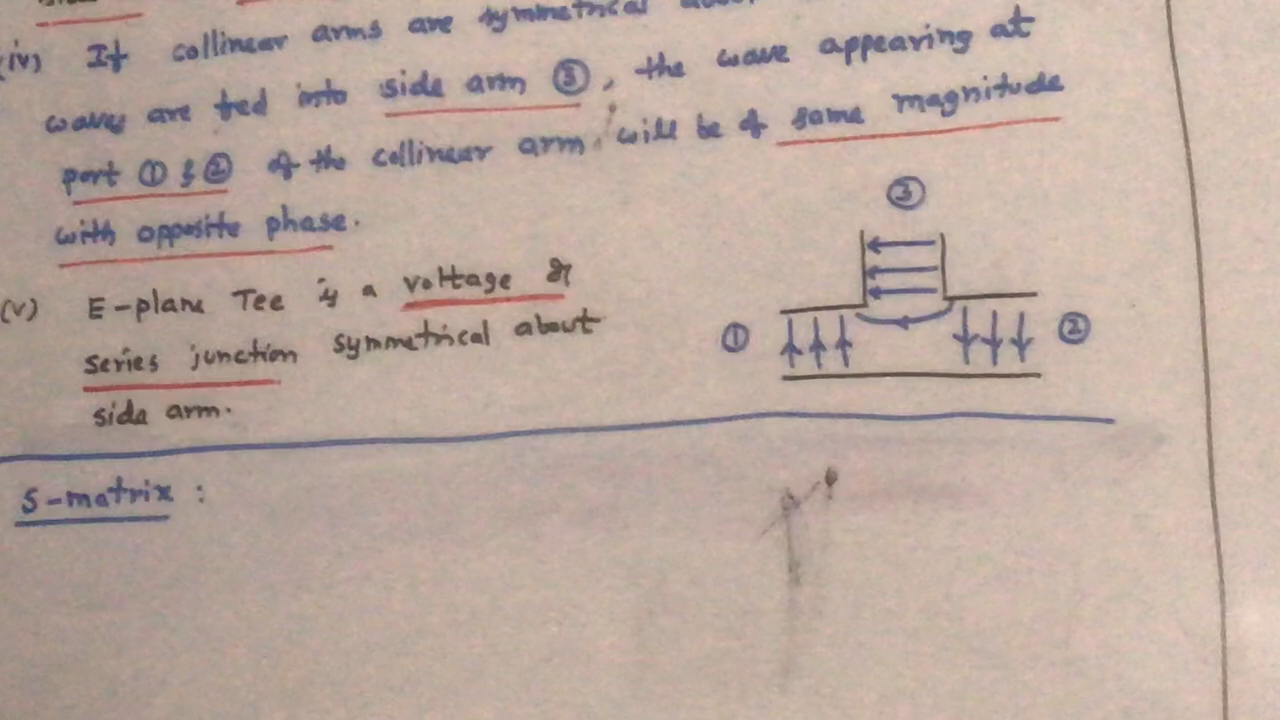 (iv) If collinear arms are symmetrical
waves are fed into side arm ③, the wave appearing at
port ① & ② of the collinear arm will be of same magnitude
with opposite phase.
(v) E-plane Tee is a voltage or
series junction symmetrical about
side arm.
③
①
②
S-matrix :